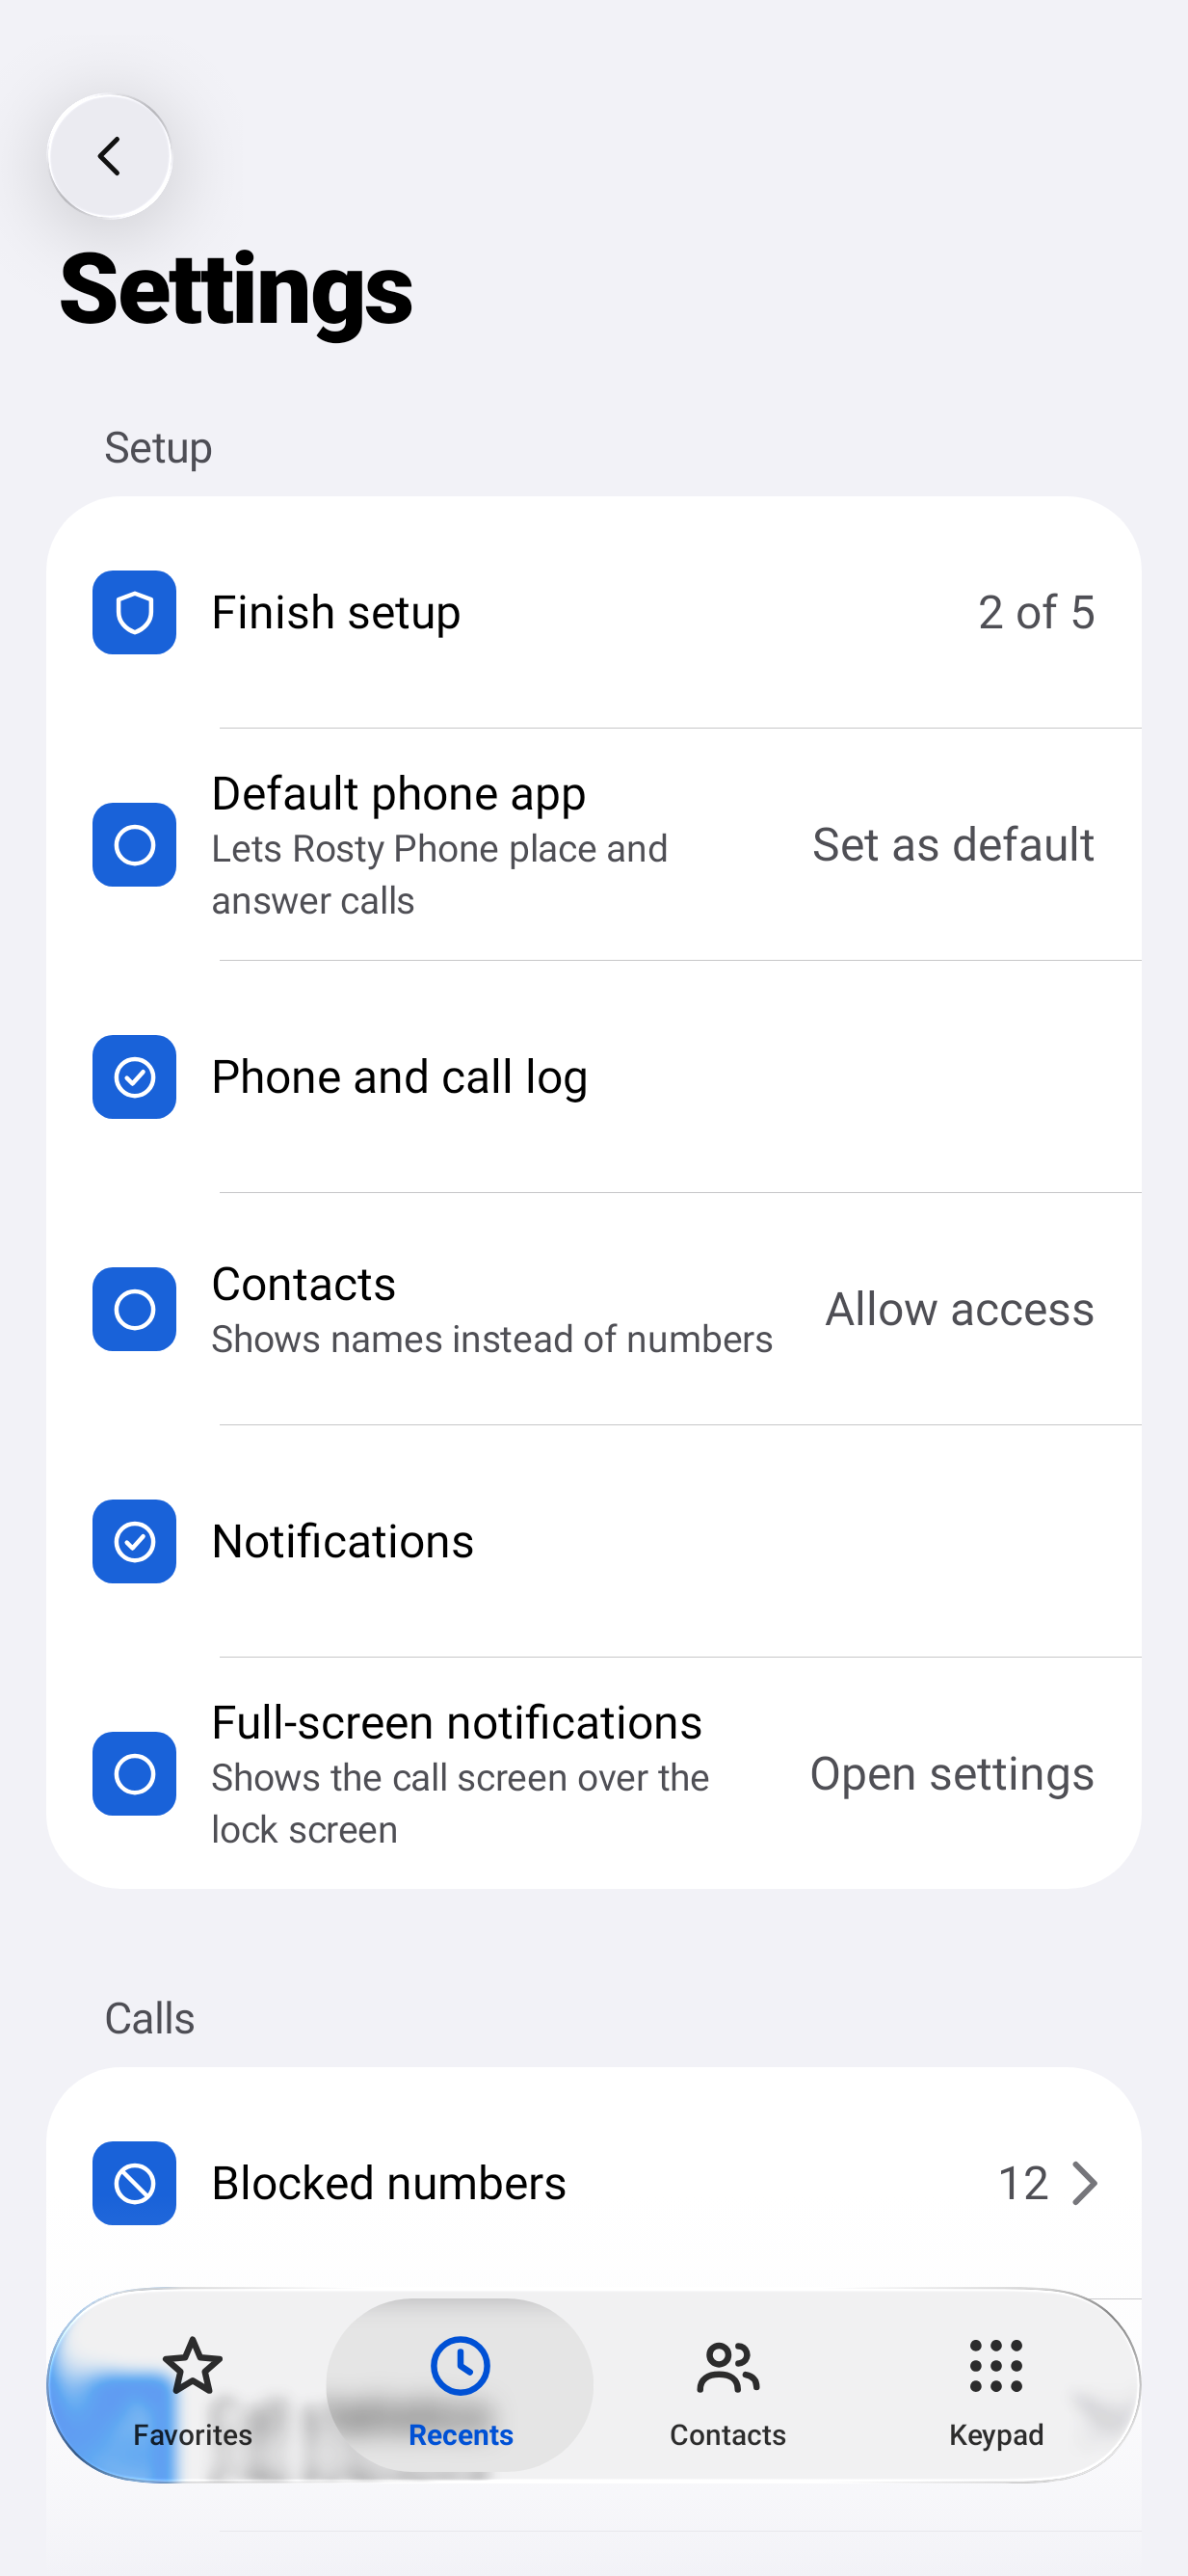 Settings
Setup
Finish setup
2 of 5
Default phone app
Lets Rosty Phone place and
answer calls
Set as default
Phone and call log
Contacts
Shows names instead of numbers
Allow access
Notifications
Full-screen notifications
Shows the call screen over the
lock screen
Open settings
Calls
Blocked numbers
12
Favorites
Recents
Contacts
Keypad